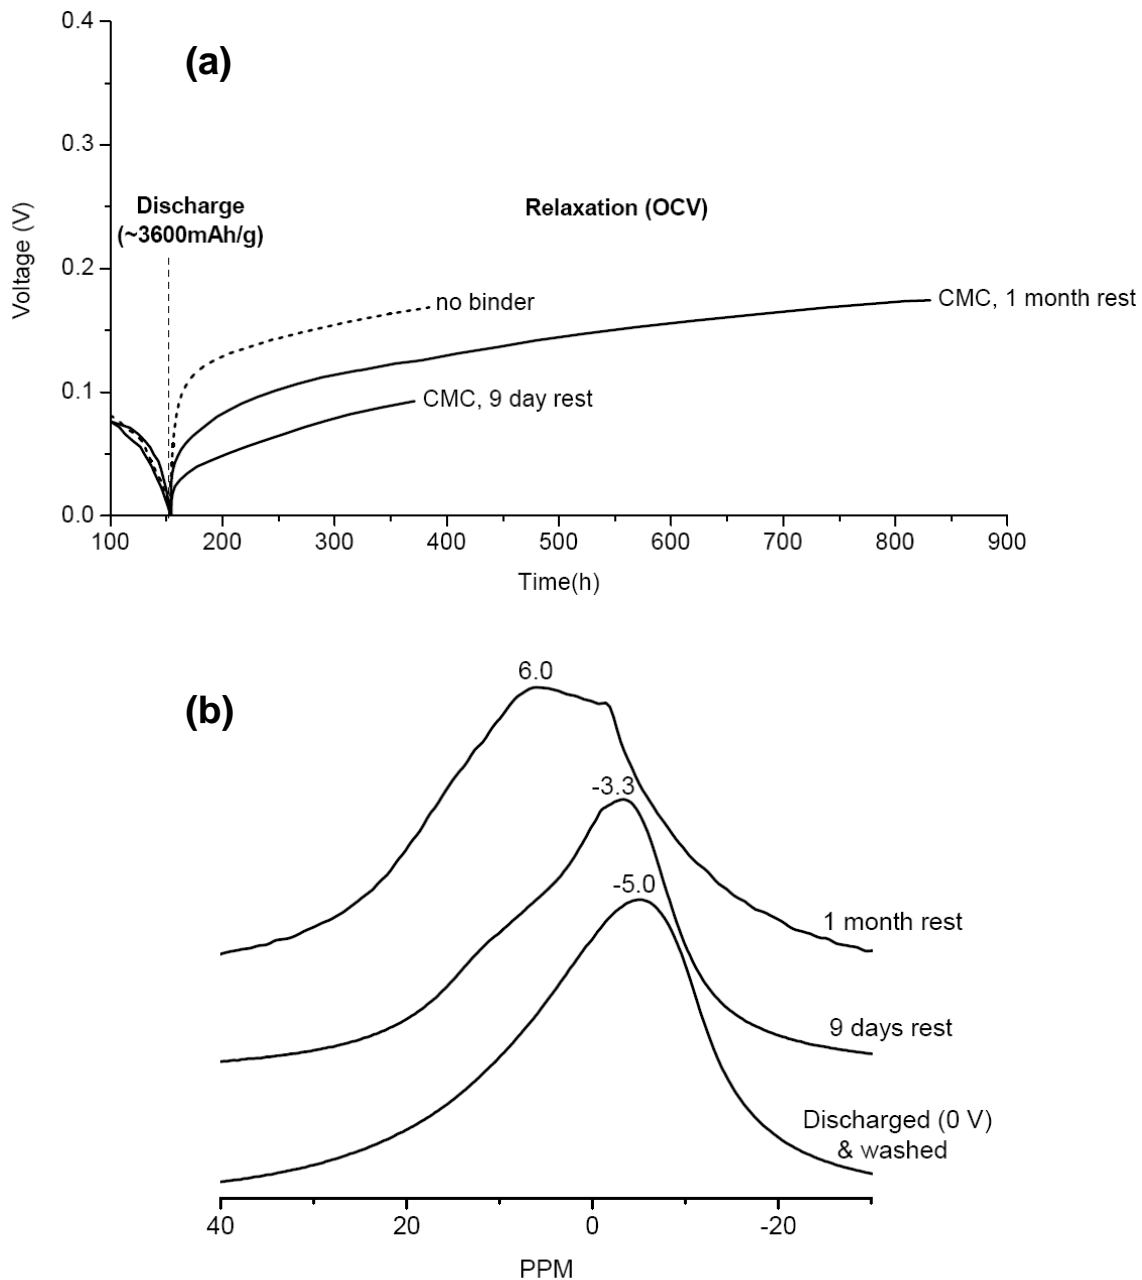 0.4
(a)
0.3
Discharge
(~3600mAh/g)
Relaxation (OCV)
Voltage (V)
0.2
no binder
CMC, 1 month rest
0.1
CMC, 9 day rest
0.0
100 200 300 400 500 600 700 800 900
Time(h)
6.0
(b)
-3.3
-5.0
1 month rest
9 days rest
Discharged (0 V)
& washed
40 20 0 -20
PPM